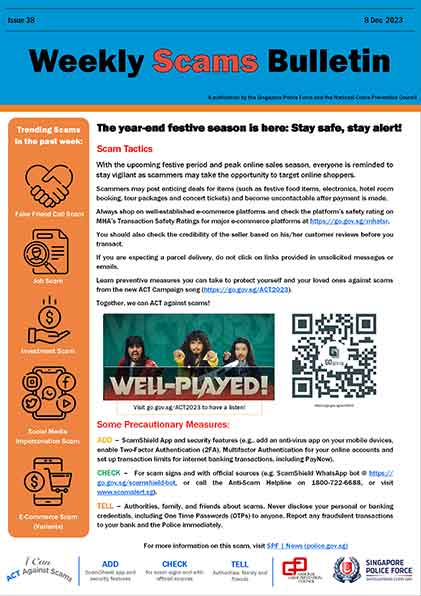 Issue 38
8 Dec 2023
Weekly Scams Bulletin
A publication by the Singapore Police Force and the National Crime Prevention Council
Trending Scams
in the past week:
Fake Friend Call Scam
Job Scam
Investment Scam
Social Media
Impersonation Scam
E-Commerce Scam
(Variants)
The year-end festive season is here: Stay safe, stay alert!
Scam Tactics
With the upcoming festive period and peak online sales season, everyone is reminded to
stay vigilant as scammers may take the opportunity to target online shoppers.
Scammers may post enticing deals for items (such as festive food items, electronics, hotel room
booking, tour packages and concert tickets) and become uncontactable after payment is made.
Always shop on well-established e-commerce platforms and check the platform's safety rating on
MHA's Transaction Safety Ratings for major e-commerce platforms at https://go.gov.sg/mhatsr.
You should also check the credibility of the seller based on his/her customer reviews before you
transact.
If you are expecting a parcel delivery, do not click on links provided in unsolicited messages or
emails.
Learn preventive measures you can take to protect yourself and your loved ones against scams
from the new ACT Campaign song (https://go.gov.sg/ACT2023).
Together, we can ACT against scams!
WELL-PLAYED!
Visit go.gov.sg/ACT2023 to have a listen!
Some Precautionary Measures:
ADD – ScamShield App and security features (e.g., add an anti-virus app on your mobile devices,
enable Two-Factor Authentication (2FA), Multifactor Authentication for your online accounts and
set up transaction limits for internet banking transactions, including PayNow).
CHECK – For scam signs and with official sources (e.g. ScamShield WhatsApp bot @ https://
go.gov.sg/scamshield-bot, or call the Anti-Scam Helpline on 1800-722-6688, or visit
www.scamalert.sg).
TELL – Authorities, family, and friends about scams. Never disclose your personal or banking
credentials, including One Time Passwords (OTPs) to anyone. Report any fraudulent transactions
to your bank and the Police immediately.
For more information on this scam, visit SPF | News (police.gov.sg)
I Can
ACT Against Scams
ADD
ScamShield app and
security features
CHECK
for scam signs and with
official sources
TELL
Authorities, family and
friends
NATIONAL CRIME
PREVENTION COUNCIL
SINGAPORE
POLICE FORCE
SAFEGUARDING EVERY DAY